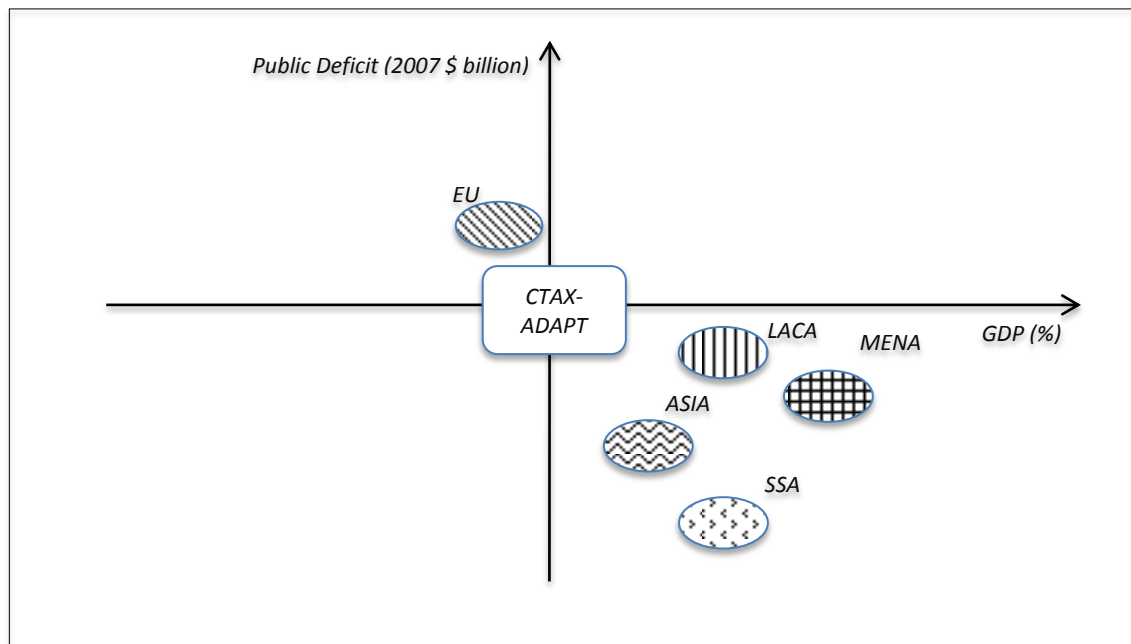 Public Deficit (2007 $ billion)
EU
CTAX-
ADAPT
LACA
MENA
GDP (%)
ASIA
SSA